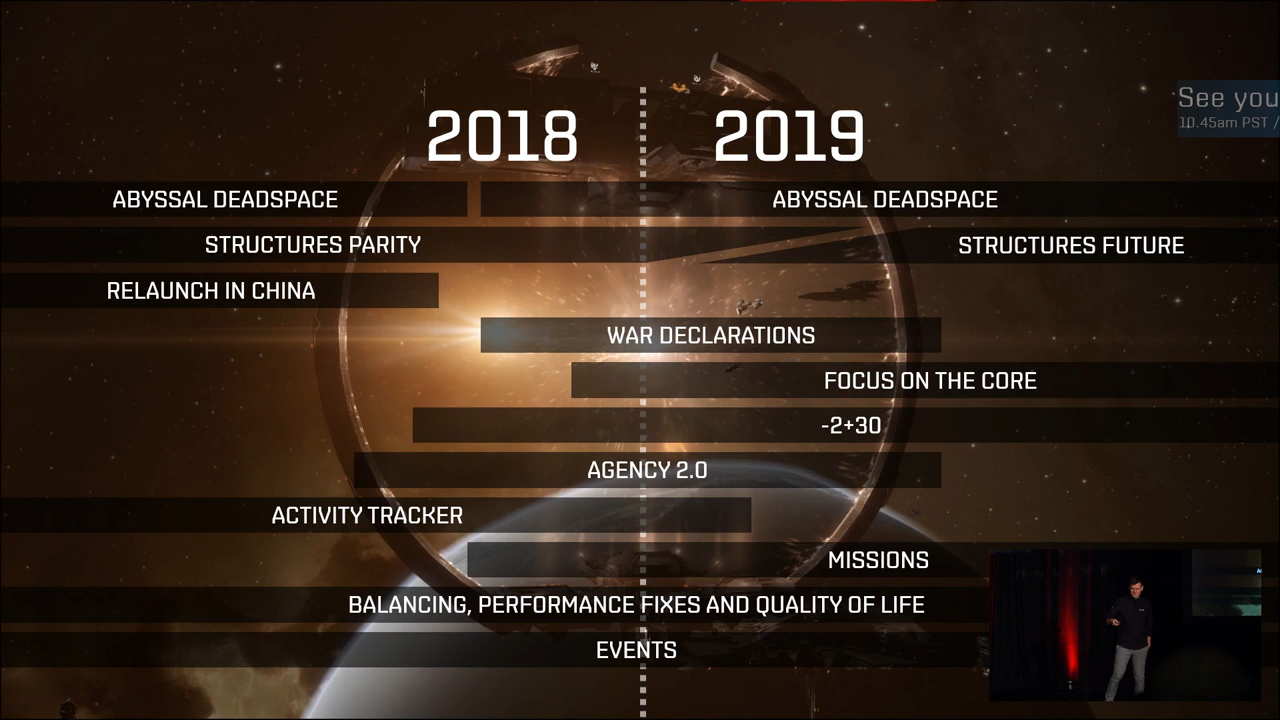 2018
2019
See you
10.45am PST /
ABYSSAL DEADSPACE
ABYSSAL DEADSPACE
STRUCTURES PARITY
STRUCTURES FUTURE
RELAUNCH IN CHINA
WAR DECLARATIONS
FOCUS ON THE CORE
-2+30
AGENCY 2.0
ACTIVITY TRACKER
MISSIONS
BALANCING, PERFORMANCE FIXES AND QUALITY OF LIFE
EVENTS